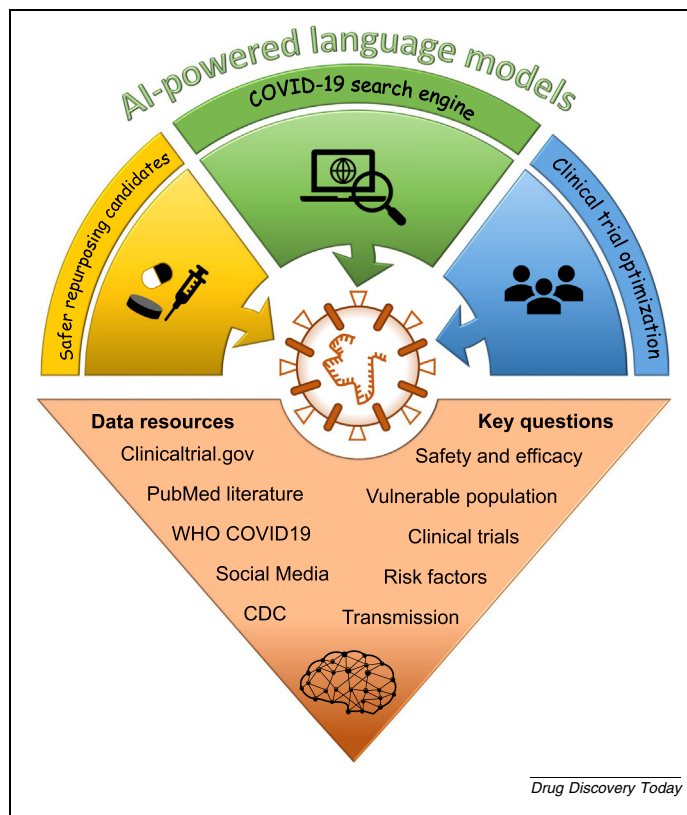 AI-powered language models
COVID-19 search engine
Safer repurposing candidates
Clinical trial optimization
Data resources
Clinicaltrial.gov
PubMed literature
WHO COVID19
Social Media
CDC
Key questions
Safety and efficacy
Vulnerable population
Clinical trials
Risk factors
Transmission
Drug Discovery Today